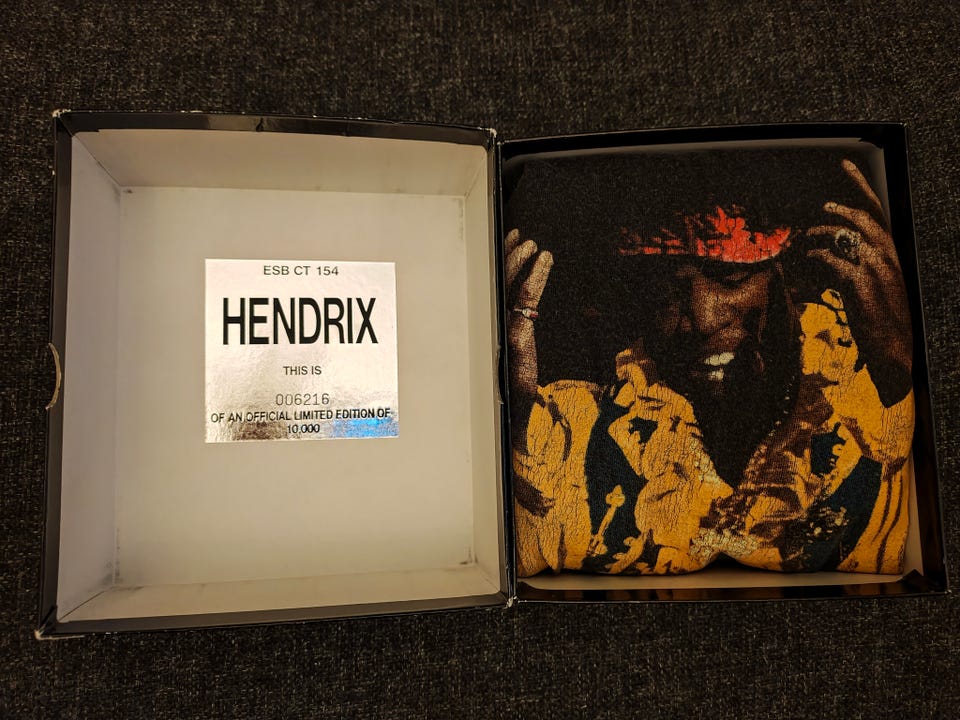 ESB CT 154
HENDRIX
THIS IS
006216
OF AN OFFICIAL LIMITED EDITION OF
10,000